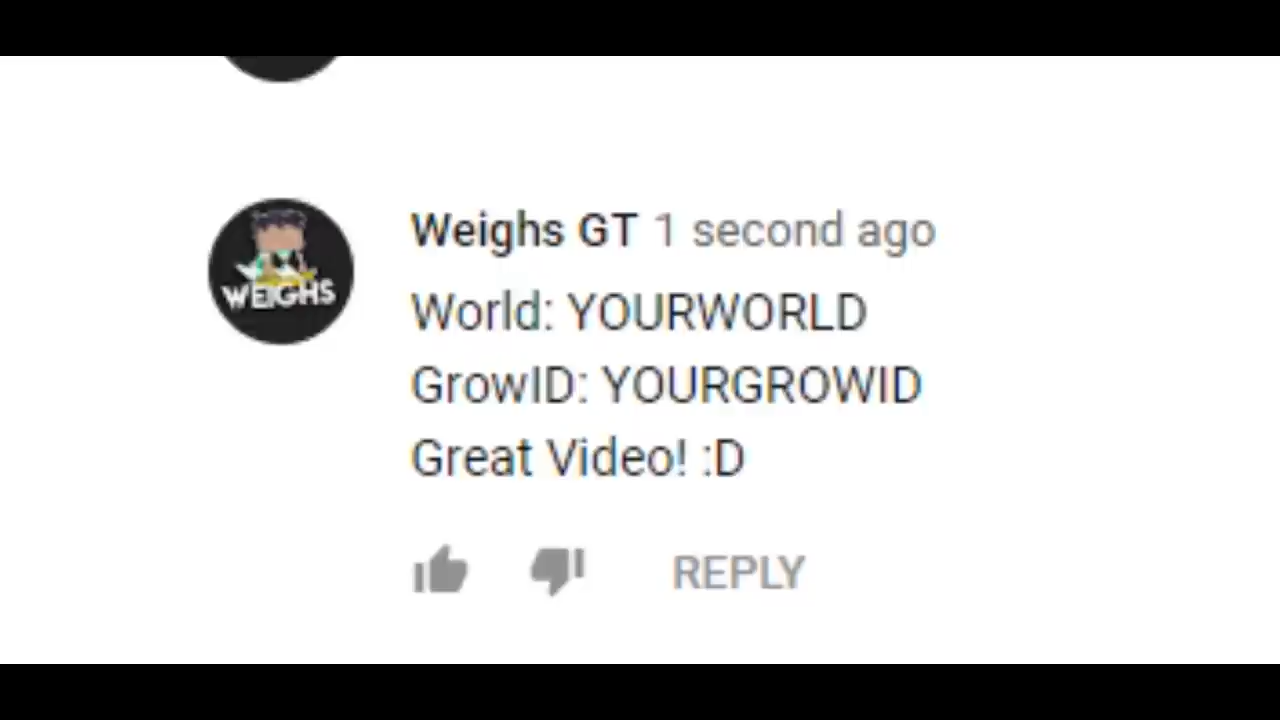 WEIGHS
Weighs GT 1 second ago
World: YOURWORLD
GrowID: YOURGROWID
Great Video! :D
REPLY